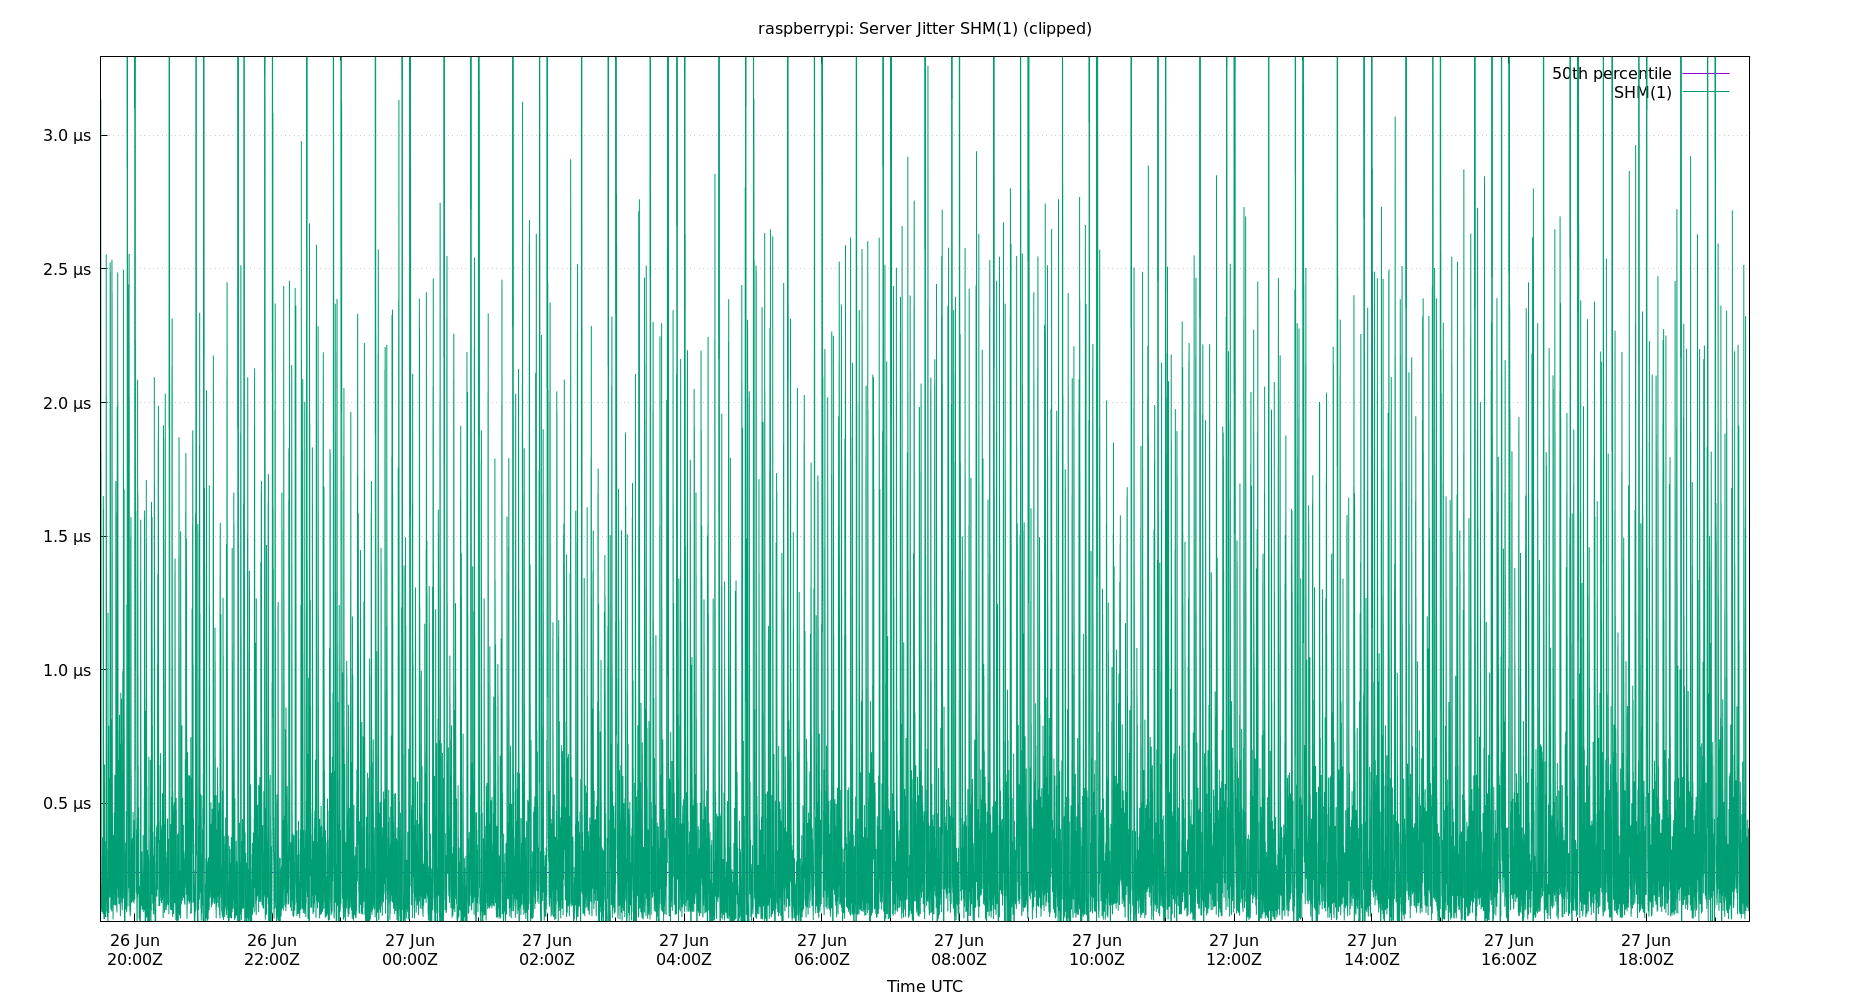 raspberrypi: Server Jitter SHM(1) (clipped)
50th percentile
SHM(1)
3.0 µs
2.5 µs
2.0 µs
1.5 µs
1.0 µs
0.5 µs
26 Jun 26 Jun 27 Jun 27 Jun 27 Jun 27 Jun 27 Jun 27 Jun 27 Jun 27 Jun 27 Jun 27 Jun
20:00Z 22:00Z 00:00Z 02:00Z 04:00Z 06:00Z 08:00Z 10:00Z 12:00Z 14:00Z 16:00Z 18:00Z
Time UTC